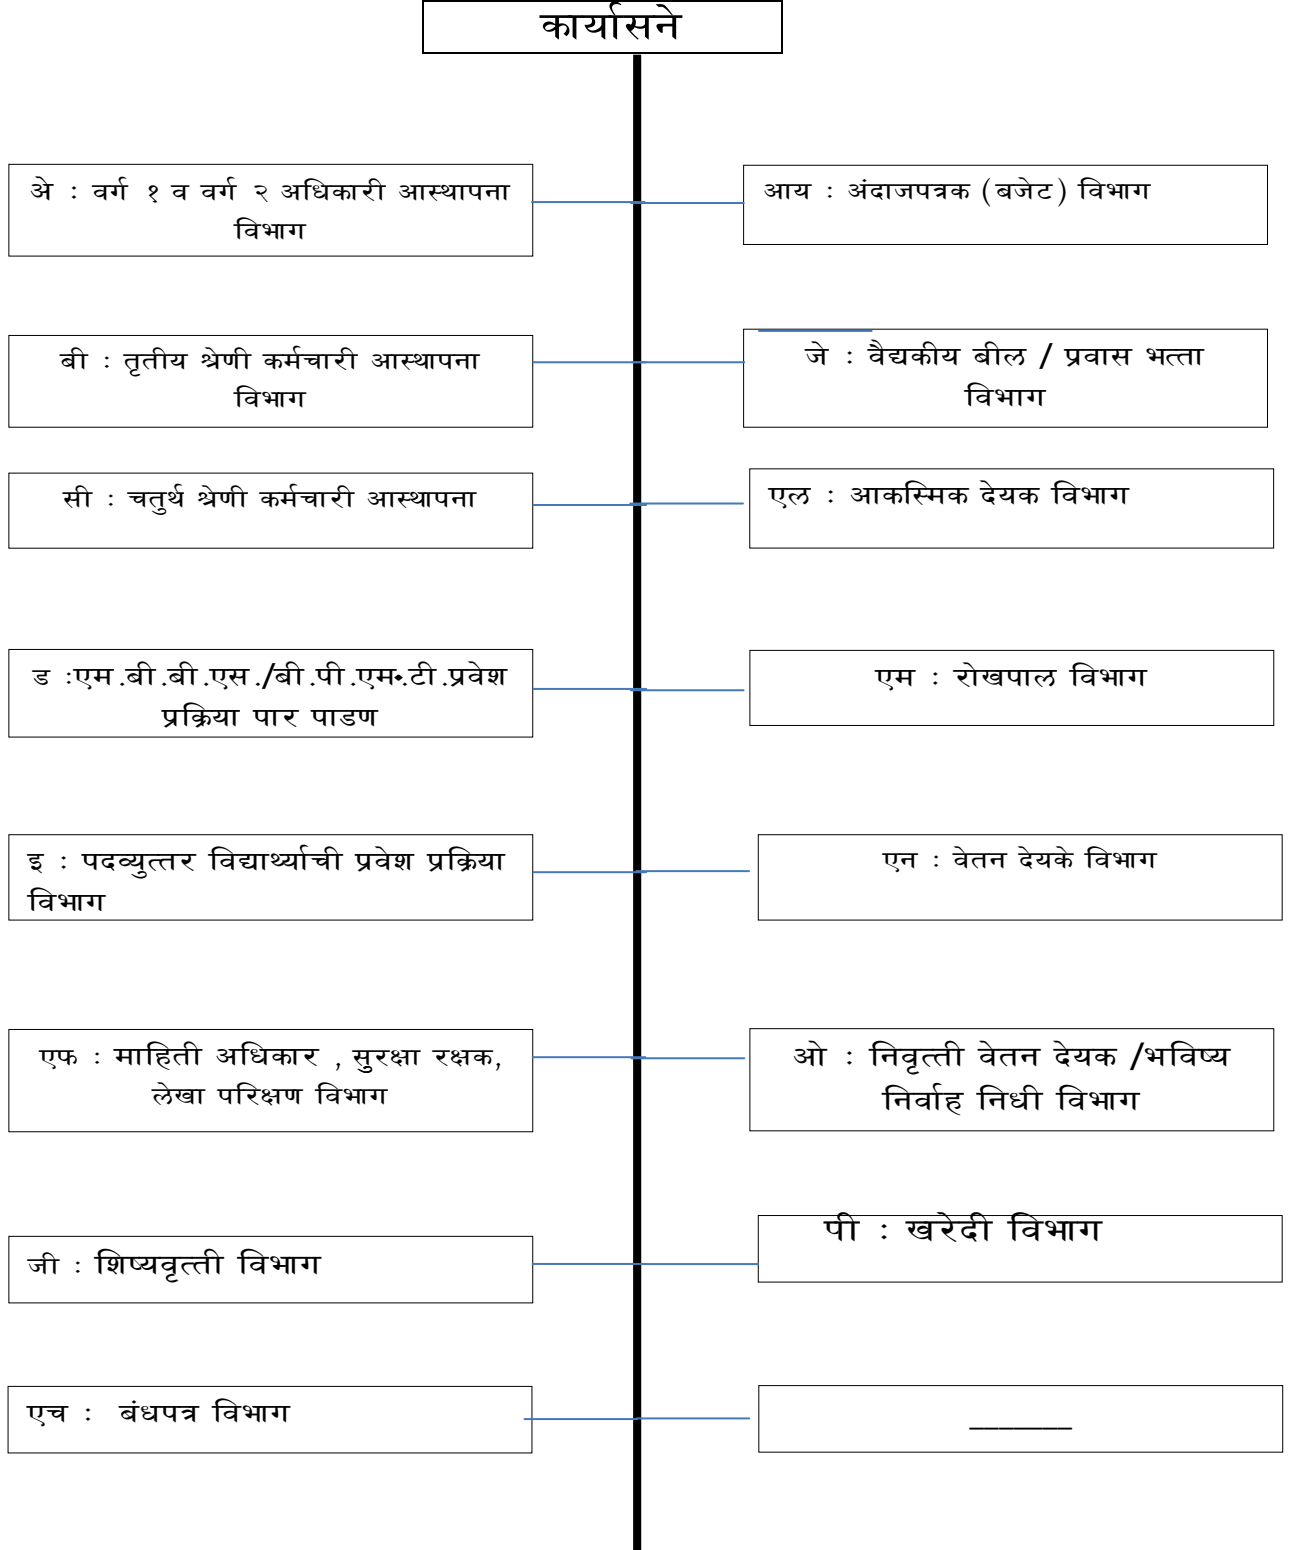 कार्यासने
अे : वर्ग १ व वर्ग २ अधिकारी आस्थापना
विभाग
आय : अंदाजपत्रक (बजेट) विभाग
बी : तृतीय श्रेणी कर्मचारी आस्थापना
विभाग
जे : वैद्यकीय बील / प्रवास भत्ता
विभाग
सी : चतुर्थ श्रेणी कर्मचारी आस्थापना
एल : आकस्मिक देयक विभाग
ड :एम.बी.बी.एस./बी.पी.एम.टी.प्रवेश
प्रक्रिया पार पाडण
एम : रोखपाल विभाग
इ : पदव्युत्तर विद्यार्थ्याची प्रवेश प्रक्रिया
विभाग
एन : वेतन देयके विभाग
एफ : माहिती अधिकार , सुरक्षा रक्षक,
लेखा परिक्षण विभाग
ओ : निवृत्ती वेतन देयक /भविष्य
निर्वाह निधी विभाग
जी : शिष्यवृत्ती विभाग
पी : खरेदी विभाग
एच :  बंधपत्र विभाग
_______